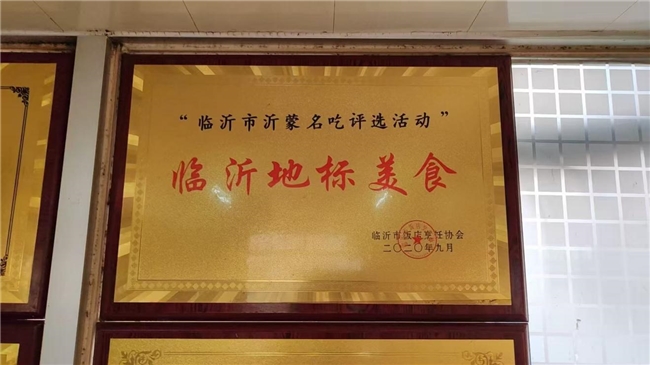 “临沂市沂蒙名吃评选活动”
临沂地标美食
临沂市饭店烹饪协会
二〇二〇年九月